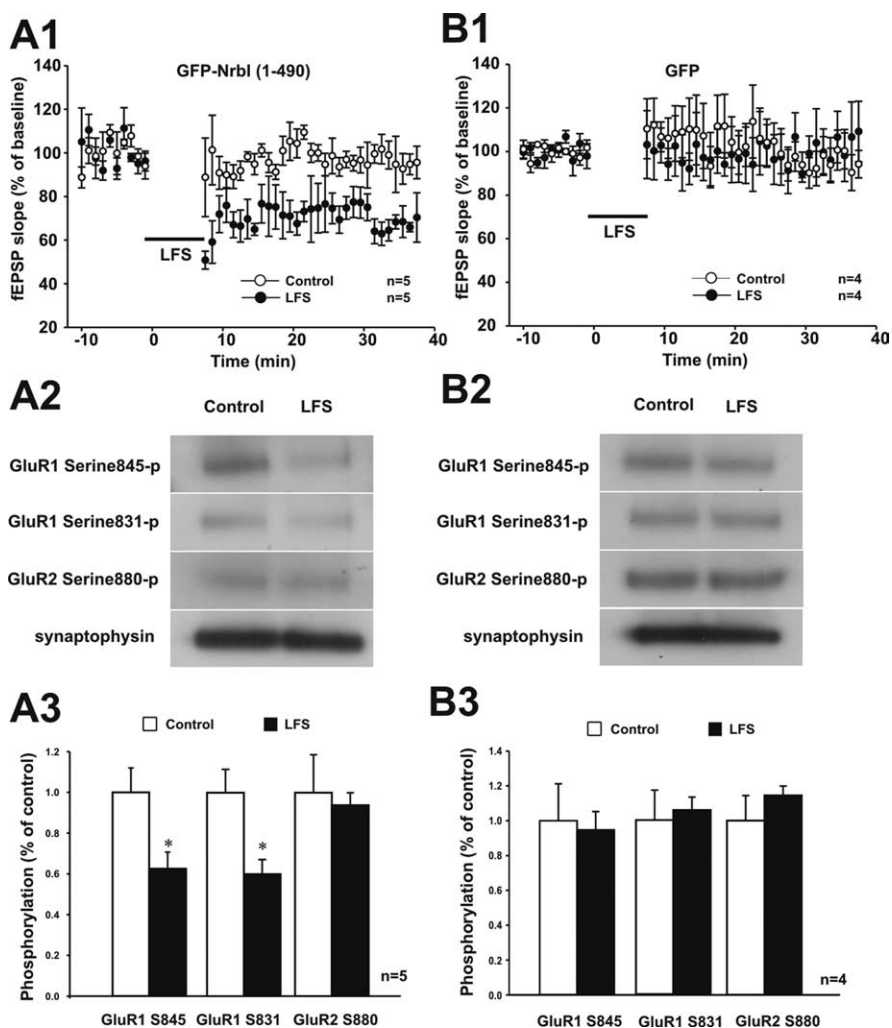 A1
GFP-Nrbl (1-490)
fEPSP slope (% of baseline)
140
120
100
80
60
40
20
LFS
Control n=5
LFS n=5
-10 0 10 20 30 40
Time (min)
B1
GFP
fEPSP slope (% of baseline)
140
120
100
80
60
40
20
LFS
Control n=4
LFS n=4
-10 0 10 20 30 40
Time (min)
A2
Control LFS
GluR1 Serine845-p
GluR1 Serine831-p
GluR2 Serine880-p
synaptophysin
B2
Control LFS
GluR1 Serine845-p
GluR1 Serine831-p
GluR2 Serine880-p
synaptophysin
A3
Control LFS
Phosphorylation (% of control)
1.2
1.0
0.8
0.6
0.4
0.2
0.0
* *
n=5
GluR1 S845 GluR1 S831 GluR2 S880
B3
Control LFS
Phosphorylation (% of control)
1.4
1.2
1.0
0.8
0.6
0.4
0.2
0.0
n=4
GluR1 S845 GluR1 S831 GluR2 S880